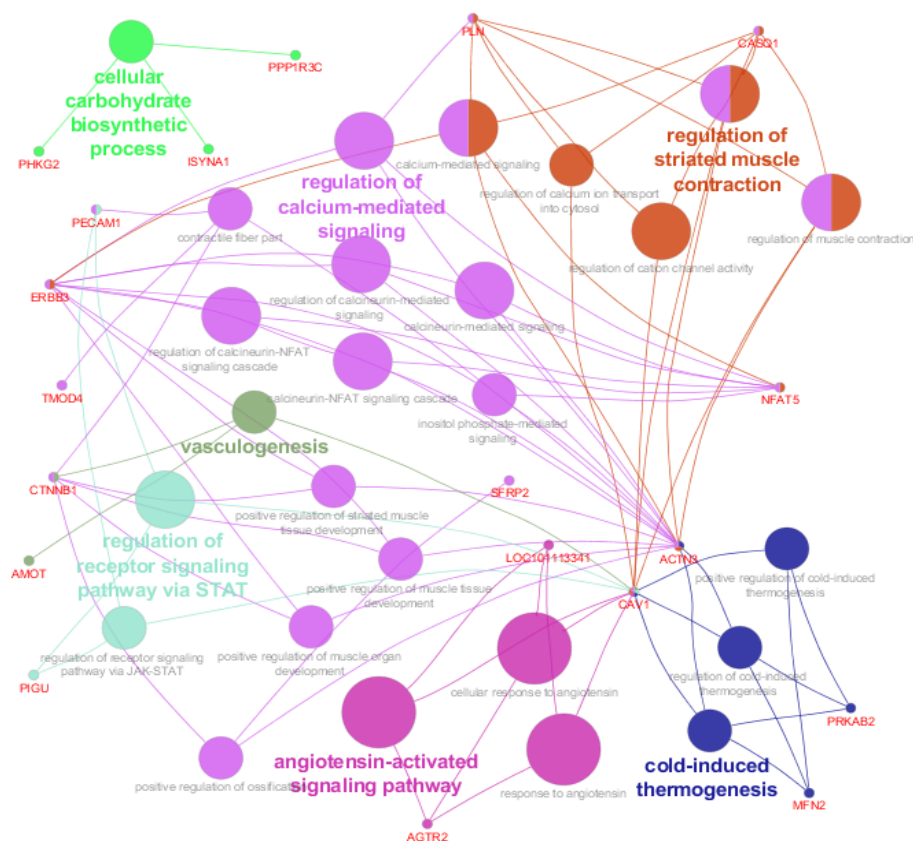 PLN
CASQ1
PPP1R3C
cellular
carbohydrate
biosynthetic
process
PHKG2
ISYNA1
regulation of
striated muscle
contraction
calcium-mediated signaling
regulation of calcium ion transport
into cytosol
regulation of
calcium-mediated
signaling
PECAM1
contractile fiber part
regulation of muscle contraction
regulation of cation channel activity
ERBB3
regulation of calcineurin-mediated
signaling
calcineurin-mediated signaling
regulation of calcineurin-NFAT
signaling cascade
TMOD4
calcineurin-NFAT signaling cascade
NFAT5
inositol phosphate-mediated
signaling
vasculogenesis
CTNNB1
SFRP2
positive regulation of striated muscle
tissue development
regulation of
receptor signaling
pathway via STAT
LOC101113341
ACTN3
AMOT
positive regulation of muscle tissue
development
positive regulation of cold-induced
thermogenesis
CAV1
regulation of receptor signaling
pathway via JAK-STAT
positive regulation of muscle organ
development
PIGU
cellular response to angiotensin
regulation of cold-induced
thermogenesis
PRKAB2
angiotensin-activated
signaling pathway
cold-induced
thermogenesis
positive regulation of ossification
response to angiotensin
MFN2
AGTR2